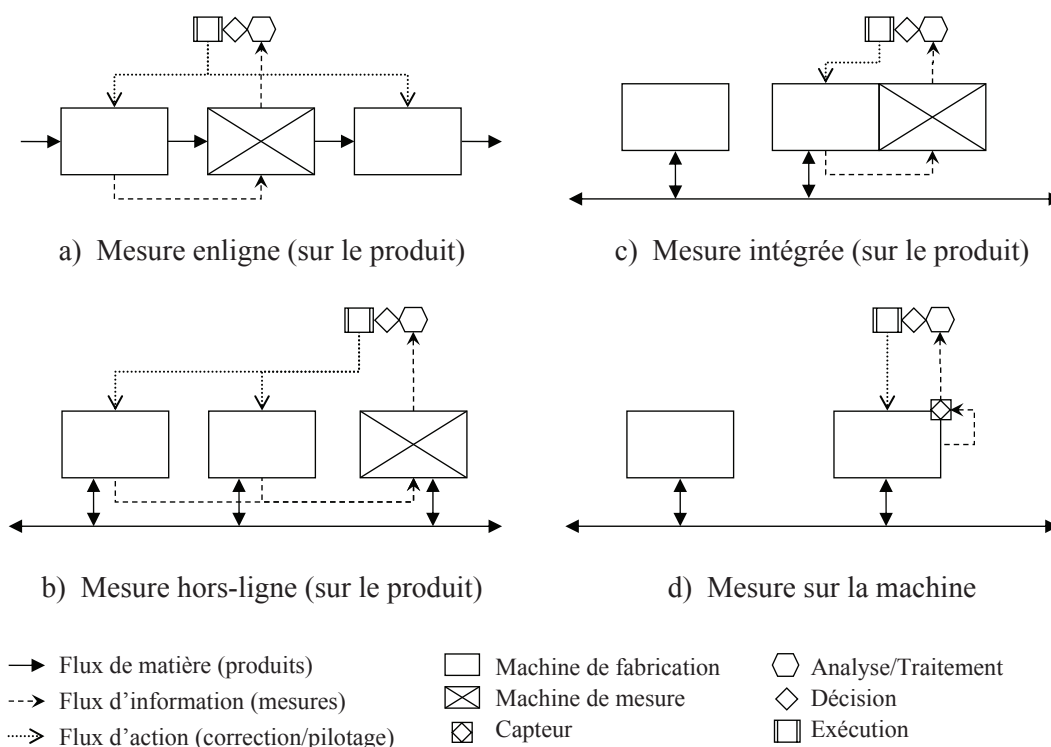 a) Mesure enligne (sur le produit)
c) Mesure intégrée (sur le produit)
b) Mesure hors-ligne (sur le produit)
d) Mesure sur la machine
Flux de matière (produits)
Flux d’information (mesures)
Flux d’action (correction/pilotage)
Machine de fabrication
Machine de mesure
Capteur
Analyse/Traitement
Décision
Exécution